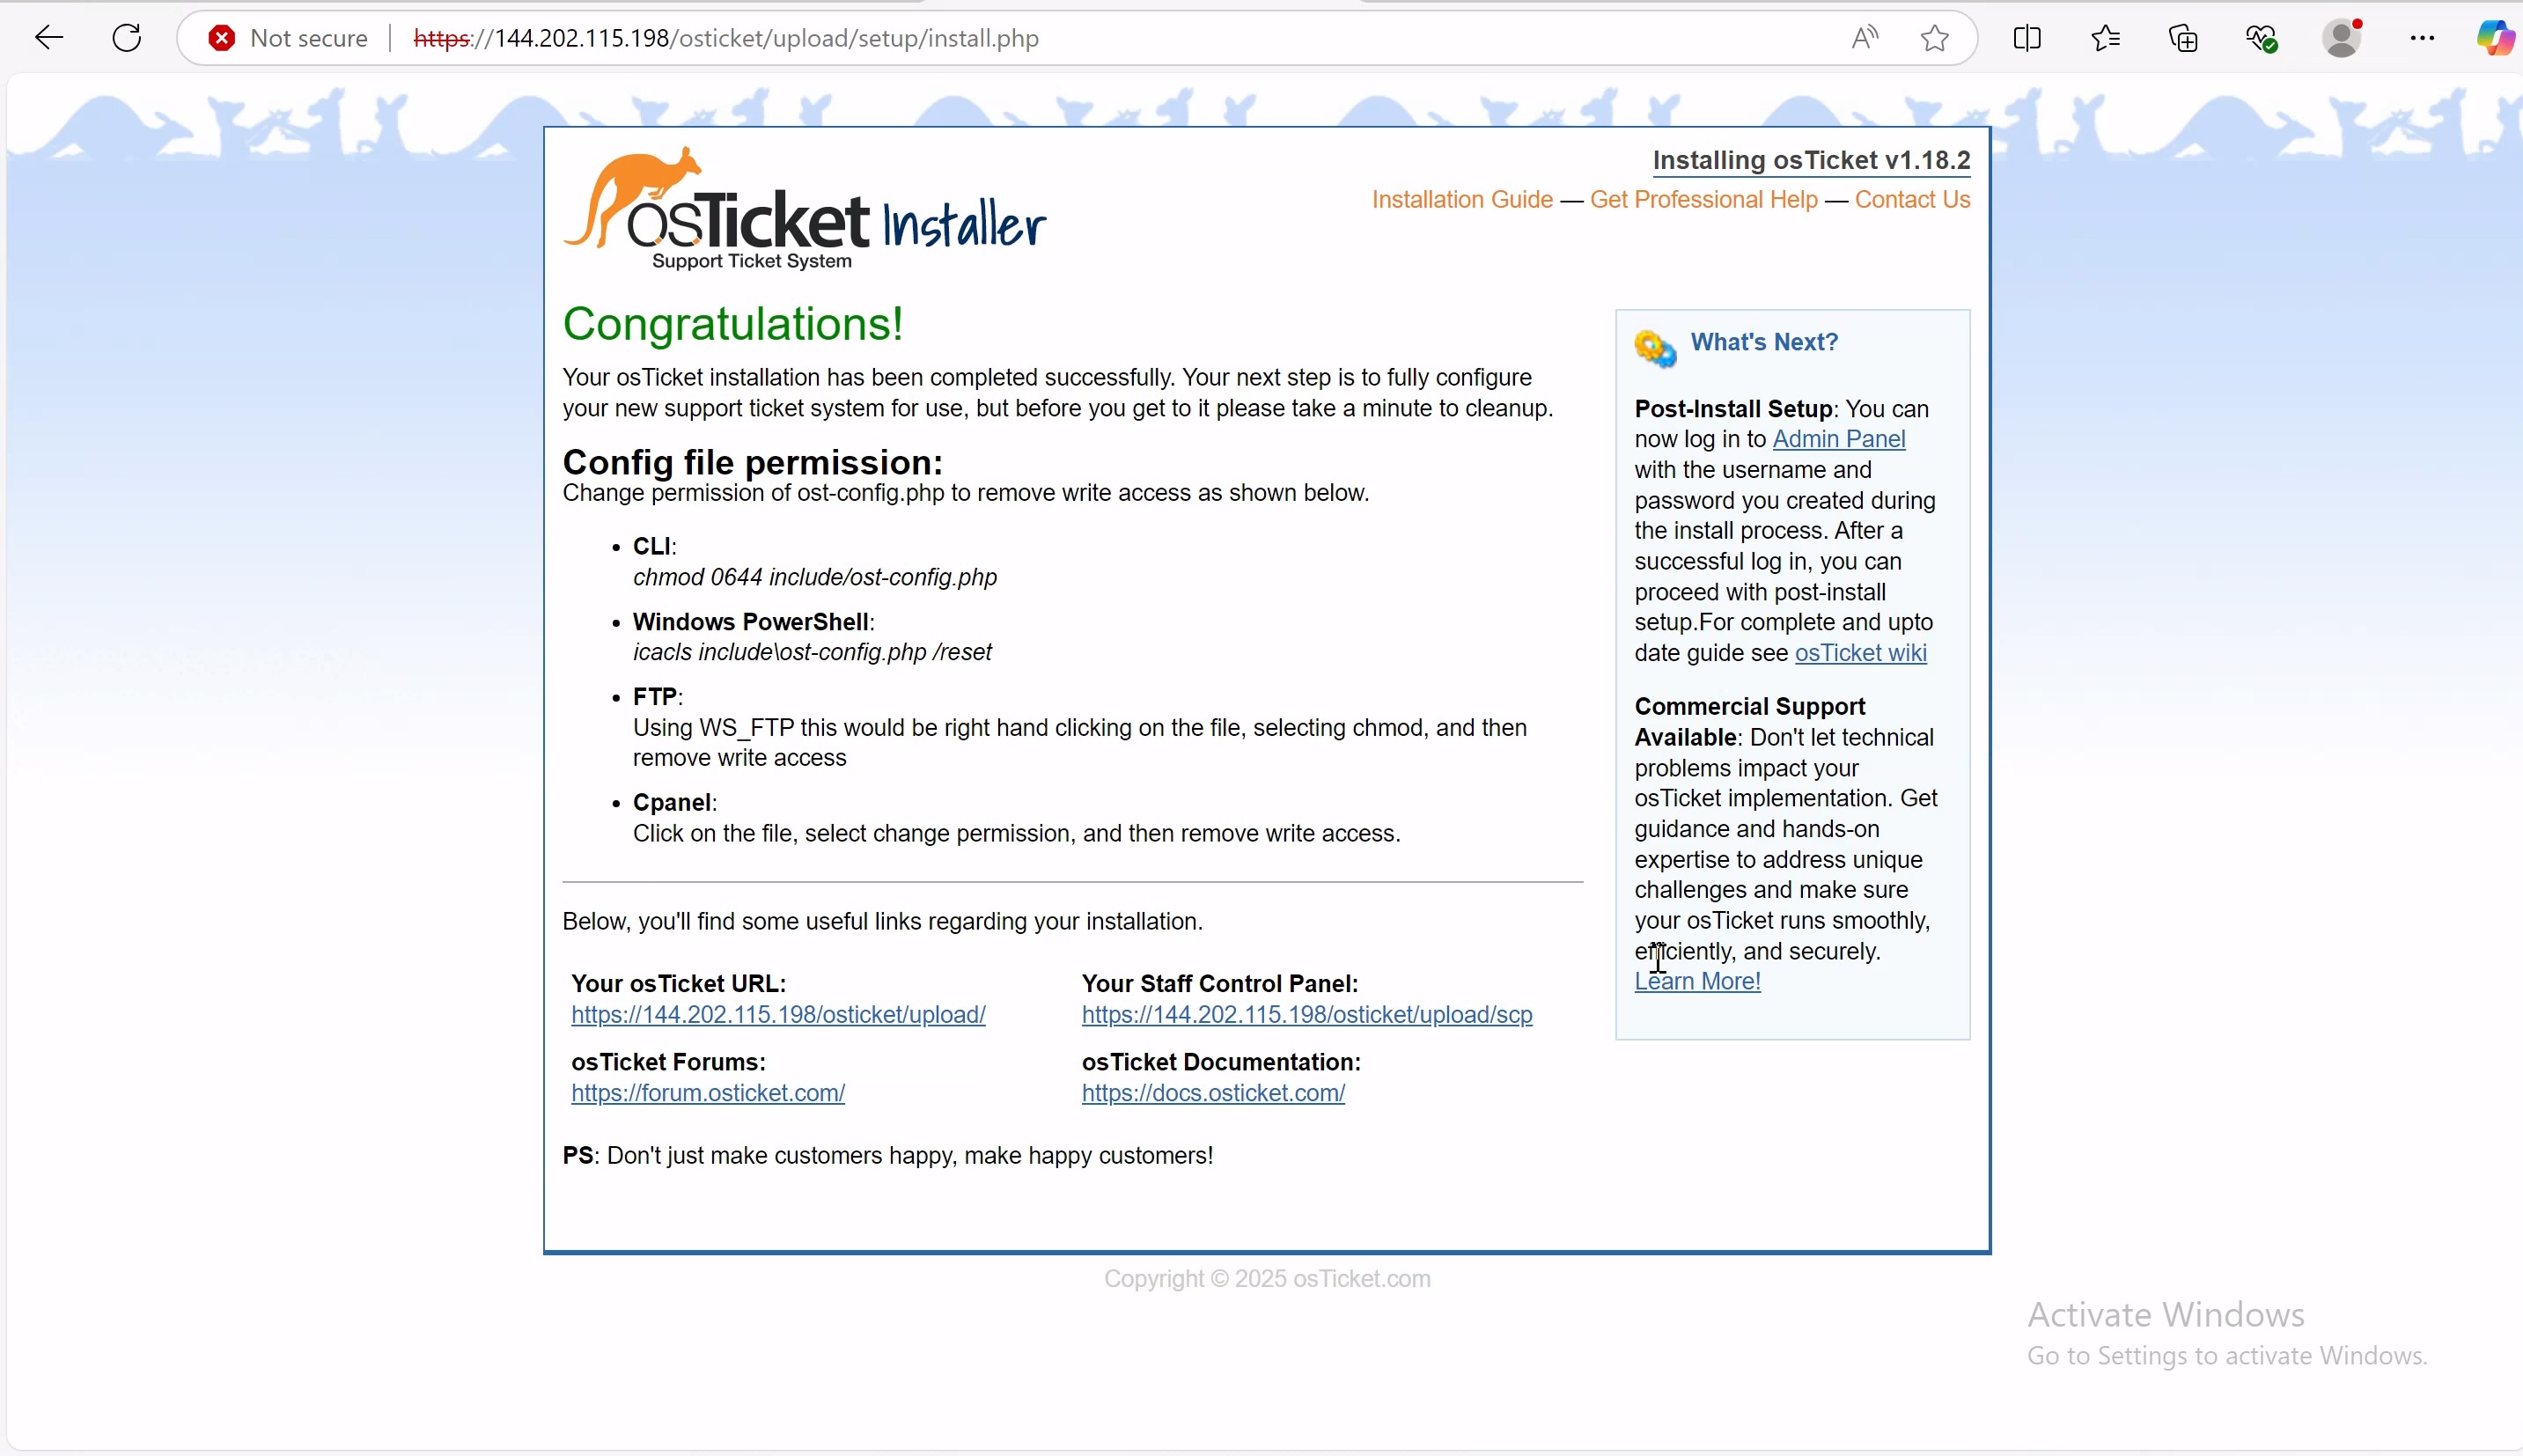 Not secure
https://144.202.115.198/osticket/upload/setup/install.php
osTicket Installer
Support Ticket System
Installing osTicket v1.18.2
Installation Guide — Get Professional Help — Contact Us
Congratulations!
Your osTicket installation has been completed successfully. Your next step is to fully configure
your new support ticket system for use, but before you get to it please take a minute to cleanup.
Config file permission:
Change permission of ost-config.php to remove write access as shown below.
• CLI:
chmod 0644 include/ost-config.php
• Windows PowerShell:
icacls include\ost-config.php /reset
• FTP:
Using WS_FTP this would be right hand clicking on the file, selecting chmod, and then
remove write access
• Cpanel:
Click on the file, select change permission, and then remove write access.
Below, you'll find some useful links regarding your installation.
Your osTicket URL:
https://144.202.115.198/osticket/upload/
Your Staff Control Panel:
https://144.202.115.198/osticket/upload/scp
osTicket Forums:
https://forum.osticket.com/
osTicket Documentation:
https://docs.osticket.com/
PS: Don't just make customers happy, make happy customers!
What's Next?
Post-Install Setup: You can
now log in to Admin Panel
with the username and
password you created during
the install process. After a
successful log in, you can
proceed with post-install
setup.For complete and upto
date guide see osTicket wiki
Commercial Support
Available: Don't let technical
problems impact your
osTicket implementation. Get
guidance and hands-on
expertise to address unique
challenges and make sure
your osTicket runs smoothly,
efficiently, and securely.
Learn More!
Copyright © 2025 osTicket.com
Activate Windows
Go to Settings to activate Windows.